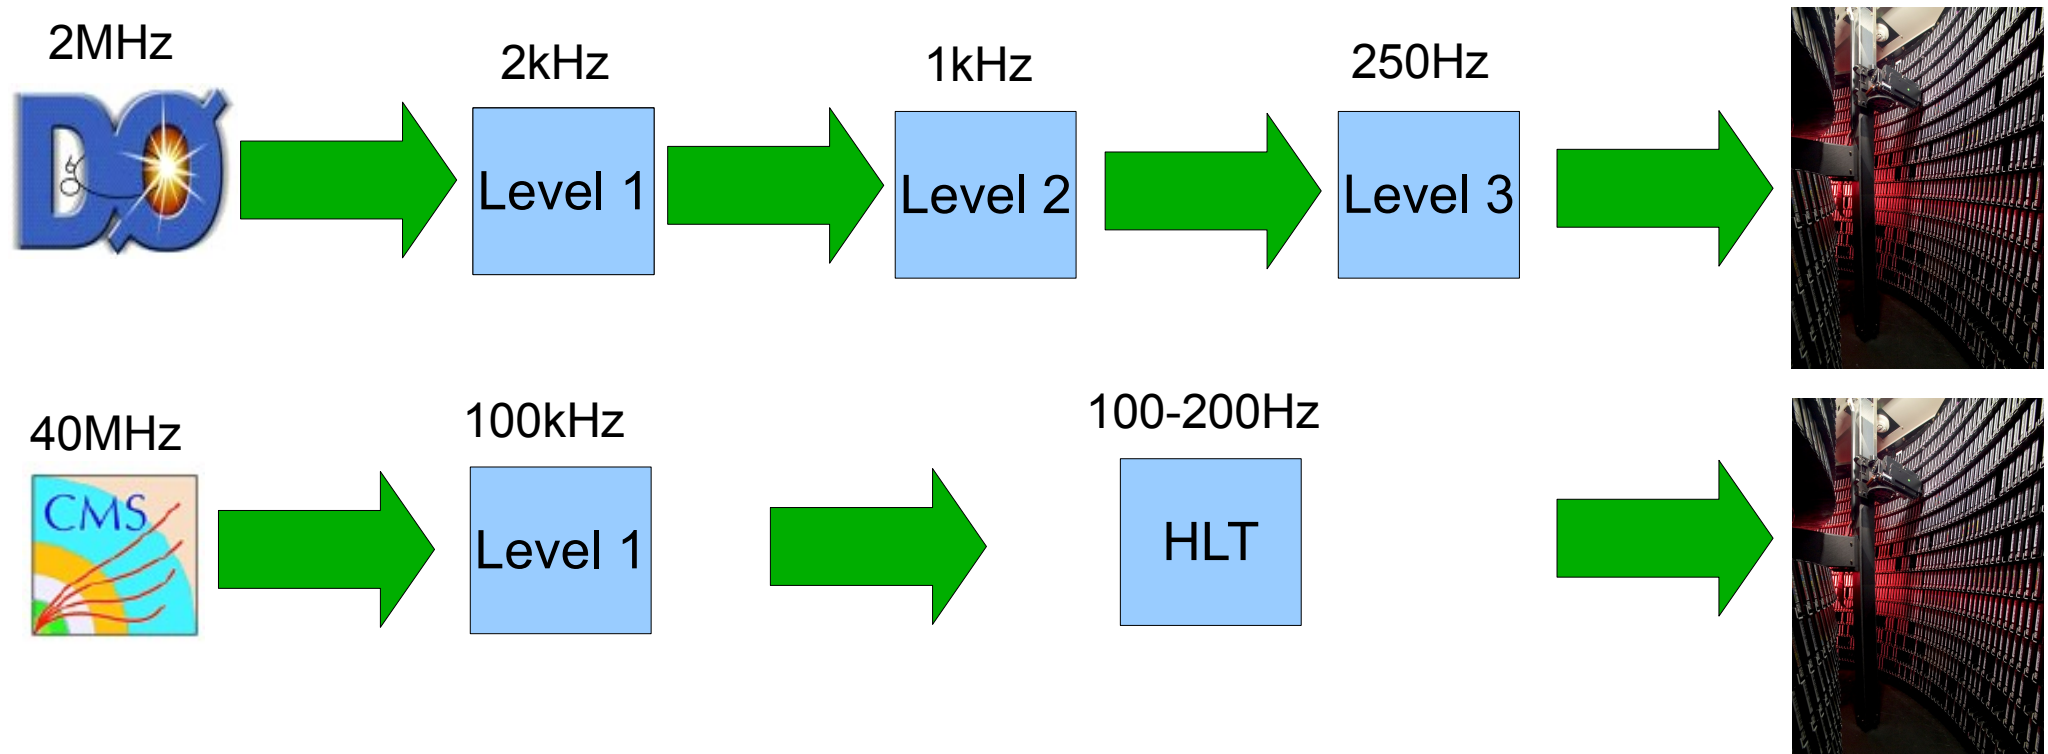 2MHz
2kHz
1kHz
250Hz
DØ
Level 1
Level 2
Level 3
40MHz
100kHz
100-200Hz
CMS
Level 1
HLT